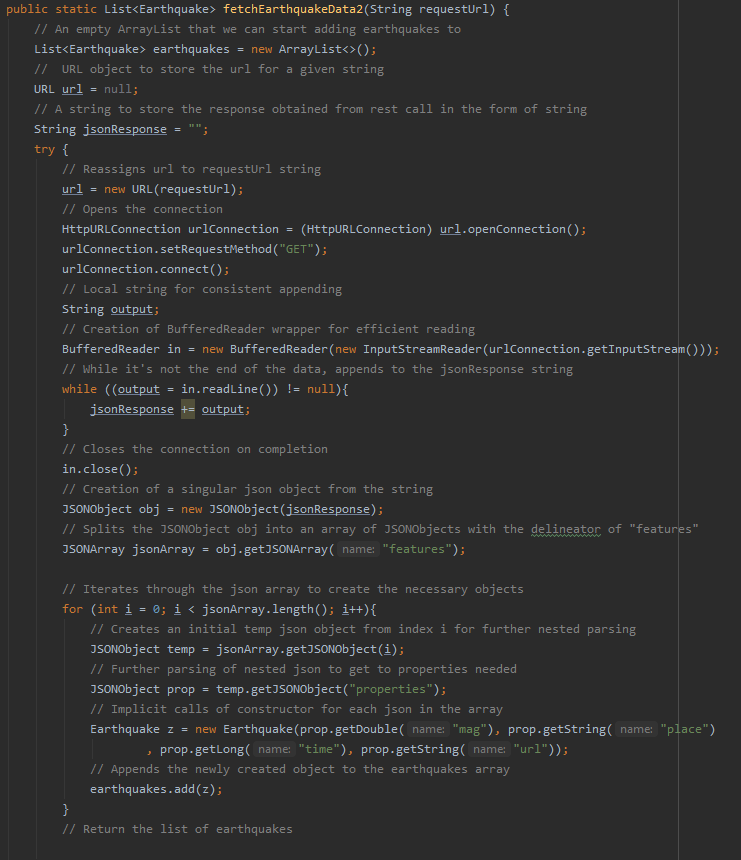 public static List<Earthquake> fetchEarthquakeData2(String requestUrl) {
// An empty ArrayList that we can start adding earthquakes to
List<Earthquake> earthquakes = new ArrayList<>();
//  URL object to store the url for a given string
URL url = null;
// A string to store the response obtained from rest call in the form of string
String jsonResponse = "";
try {
// Reassigns url to requestUrl string
url = new URL(requestUrl);
// Opens the connection
HttpURLConnection urlConnection = (HttpURLConnection) url.openConnection();
urlConnection.setRequestMethod("GET");
urlConnection.connect();
// Local string for consistent appending
String output;
// Creation of BufferedReader wrapper for efficient reading
BufferedReader in = new BufferedReader(new InputStreamReader(urlConnection.getInputStream()));
// While it's not the end of the data, appends to the jsonResponse string
while ((output = in.readLine()) != null){
jsonResponse += output;
}
// Closes the connection on completion
in.close();
// Creation of a singular json object from the string
JSONObject obj = new JSONObject(jsonResponse);
// Splits the JSONObject obj into an array of JSONObjects with the delineator of "features"
JSONArray jsonArray = obj.getJSONArray( name: "features");
// Iterates through the json array to create the necessary objects
for (int i = 0; i < jsonArray.length(); i++){
// Creates an initial temp json object from index i for further nested parsing
JSONObject temp = jsonArray.getJSONObject(i);
// Further parsing of nested json to get to properties needed
JSONObject prop = temp.getJSONObject("properties");
// Implicit calls of constructor for each json in the array
Earthquake z = new Earthquake(prop.getDouble( name: "mag"), prop.getString( name: "place")
, prop.getLong( name: "time"), prop.getString( name: "url"));
// Appends the newly created object to the earthquakes array
earthquakes.add(z);
}
// Return the list of earthquakes